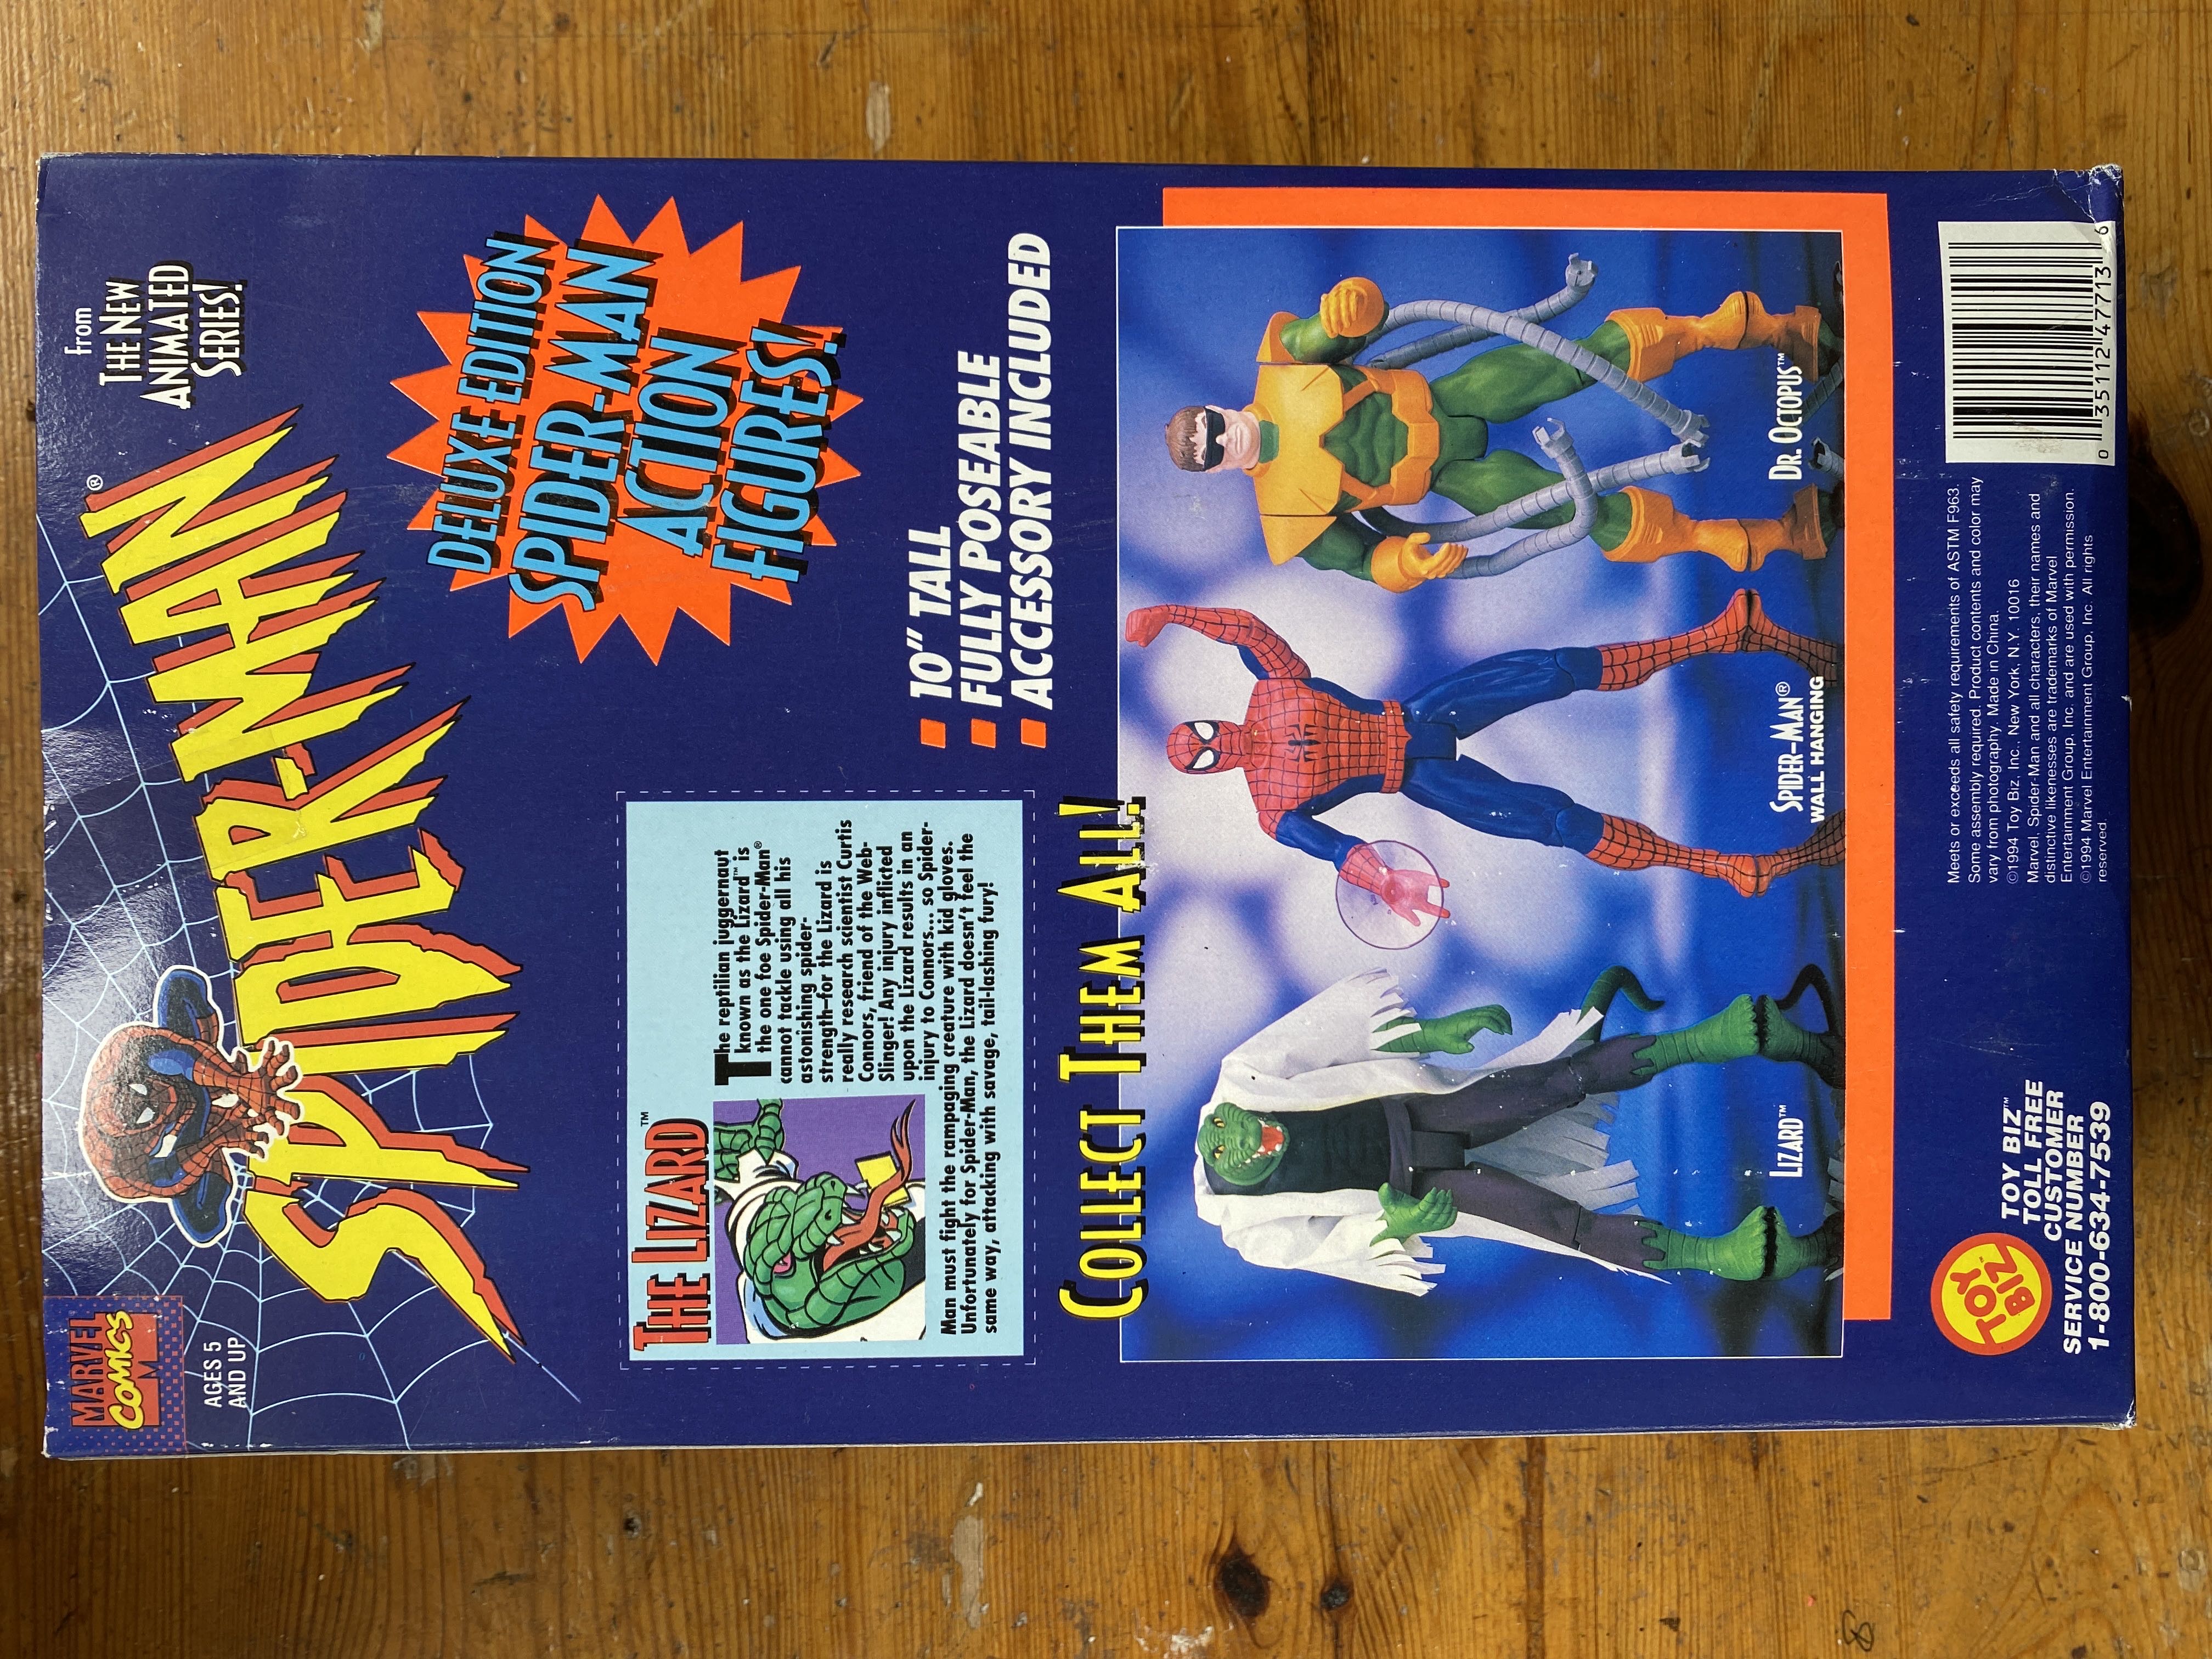 MARVEL
COMICS
M
AGES 5
AND UP
SPIDER-MAN®
from
THE NEW
ANIMATED
SERIES!
DELUXE EDITION
SPIDER-MAN
ACTION
FIGURES!
THE LIZARD™
The reptilian juggernaut
known as the Lizard™ is
the one foe Spider-Man®
cannot tackle using all his
astonishing spider-
strength–for the Lizard is
really research scientist Curtis
Connors, friend of the Web-
Slinger! Any injury inflicted
upon the Lizard results in an
injury to Connors... so Spider-
Man must fight the rampaging creature with kid gloves.
Unfortunately for Spider-Man, the Lizard doesn't feel the
same way, attacking with savage, tail-lashing fury!
10" TALL
FULLY POSEABLE
ACCESSORY INCLUDED
COLLECT THEM ALL!
LIZARD™
SPIDER-MAN®
WALL HANGING
DR. OCTOPUS™
TOY BIZ
TOY BIZ™
TOLL FREE
CUSTOMER
SERVICE NUMBER
1-800-634-7539
Meets or exceeds all safety requirements of ASTM F963.
Some assembly required. Product contents and color may
vary from photography. Made in China.
©1994 Toy Biz, Inc., New York, N.Y. 10016
Marvel, Spider-Man and all characters, their names and
distinctive likenesses are trademarks of Marvel
Entertainment Group, Inc. and are used with permission.
©1994 Marvel Entertainment Group, Inc. All rights
reserved.
0 35112 47713 6